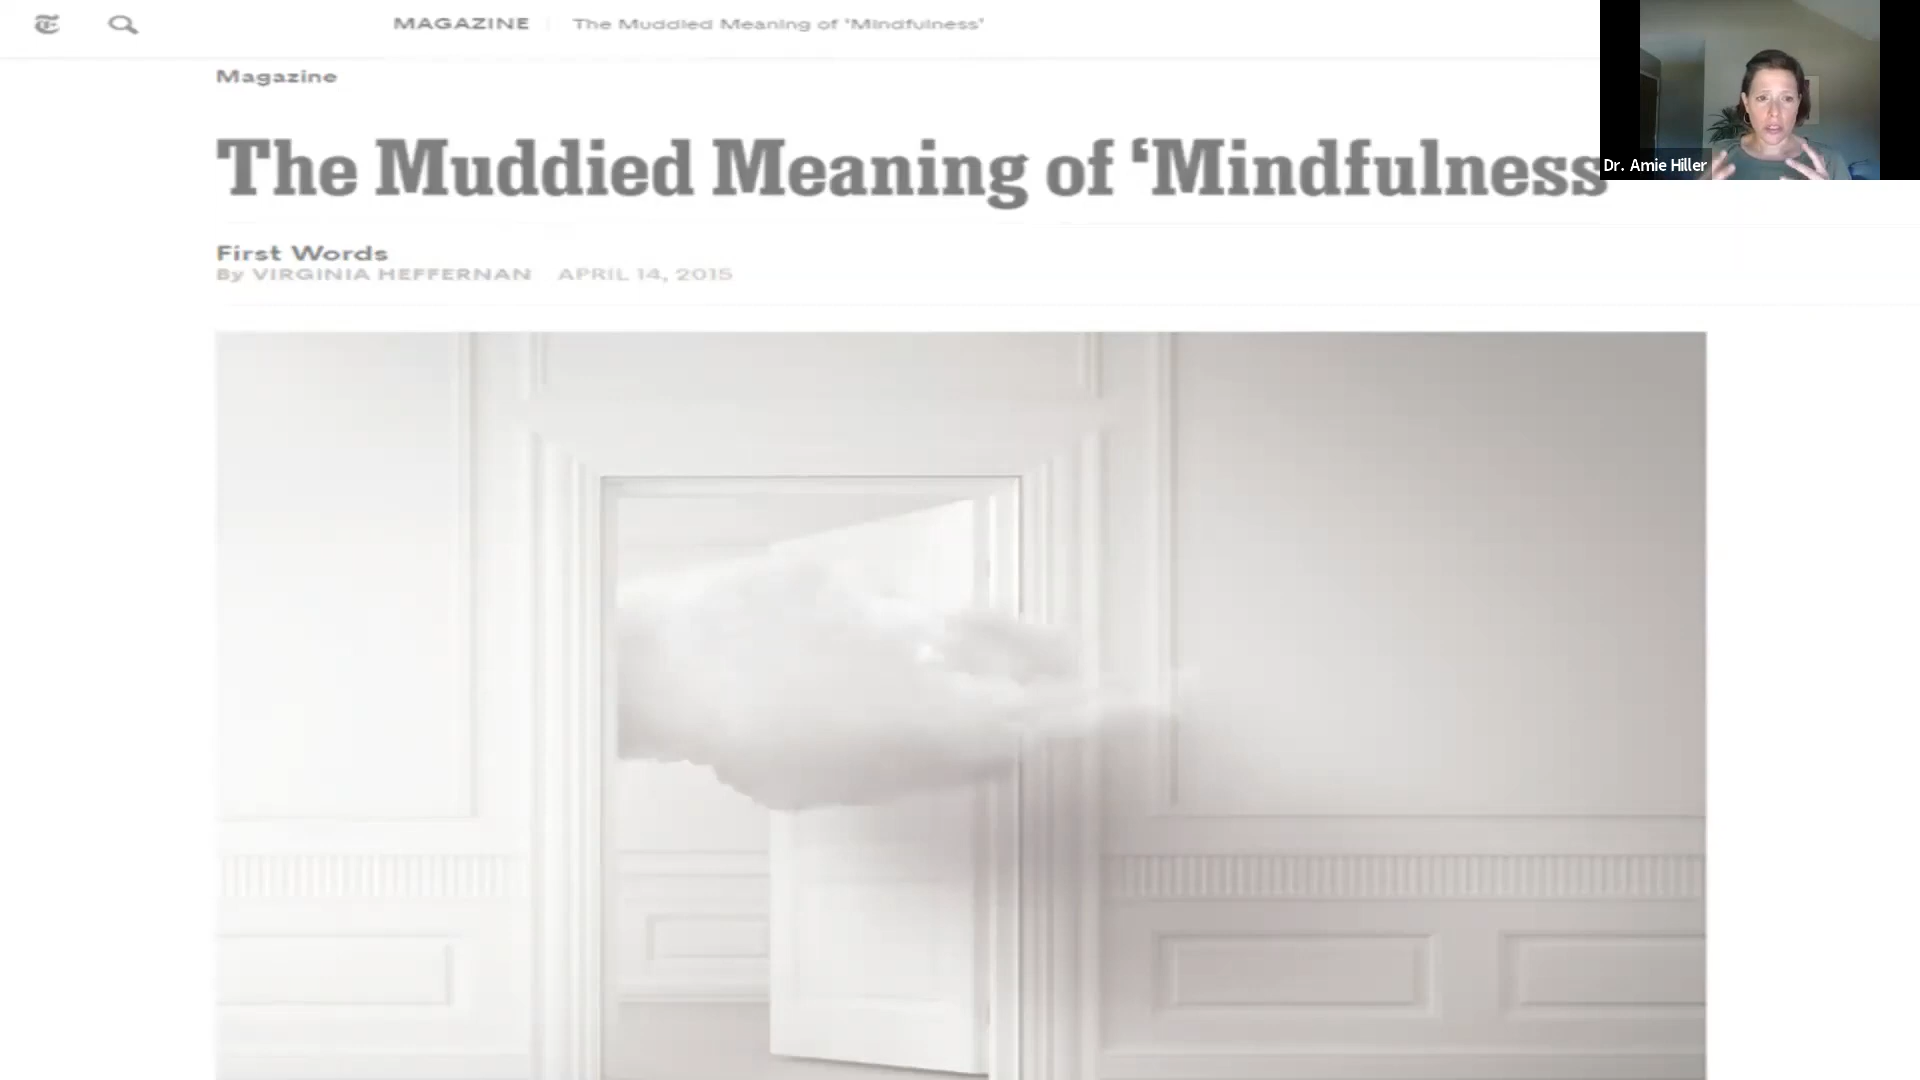 MAGAZINE The Muddied Meaning of 'Mindfulness'
Magazine
The Muddied Meaning of ‘Mindfulness
Dr. Amie Hiller
First Words
By VIRGINIA HEFFERNAN APRIL 14, 2015